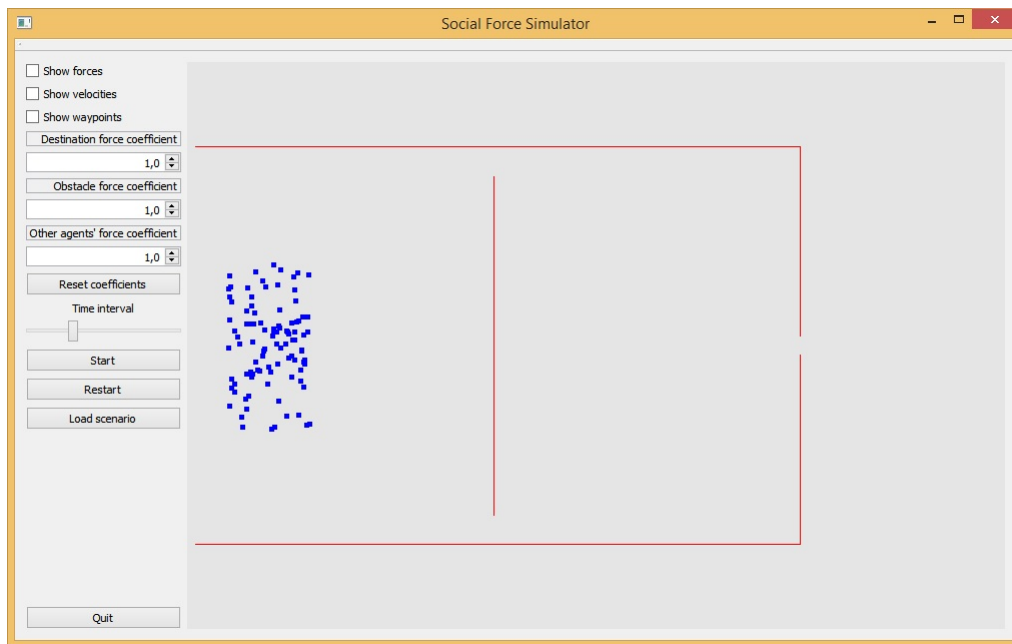 Social Force Simulator
Show forces
Show velocities
Show waypoints
Destination force coefficient
1,0
Obstacle force coefficient
1,0
Other agents' force coefficient
1,0
Reset coefficients
Time interval
Start
Restart
Load scenario
Quit